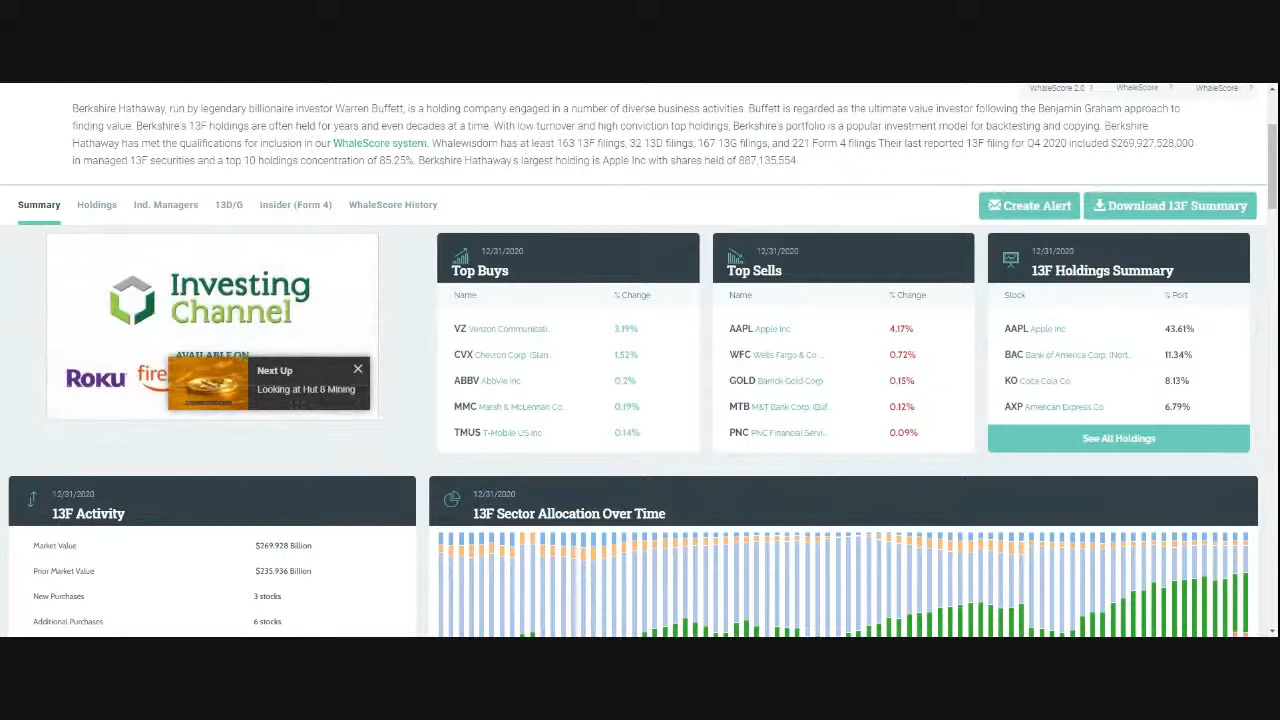 WhaleScore 2.0 ? WhaleScore ? WhaleScore ?
Berkshire Hathaway, run by legendary billionaire investor Warren Buffett, is a holding company engaged in a number of diverse business activities. Buffett is regarded as the ultimate value investor following the Benjamin Graham approach to
finding value. Berkshire's 13F holdings are often held for years and even decades at a time. With low turnover and high conviction top holdings, Berkshire's portfolio is a popular investment model for backtesting and copying. Berkshire
Hathaway has met the qualifications for inclusion in our WhaleScore system. Whalewisdom has at least 163 13F filings, 32 13D filings, 167 13G filings, and 221 Form 4 filings Their last reported 13F filing for Q4 2020 included $269,927,528,000
in managed 13F securities and a top 10 holdings concentration of 85.25%. Berkshire Hathaway's largest holding is Apple Inc with shares held of 887,135,554.
Summary Holdings Ind. Managers 13D/G Insider (Form 4) WhaleScore History
Create Alert Download 13F Summary
Investing
Channel
AVAILABLE ON
Roku fire
Next Up
Looking at Hut 8 Mining
12/31/2020
Top Buys
Name % Change
VZ Verizon Communicati.. 3.19%
CVX Chevron Corp. (Stan.. 1.52%
ABBV Abbvie Inc 0.2%
MMC Marsh & McLennan Co.. 0.19%
TMUS T-Mobile US Inc 0.14%
12/31/2020
Top Sells
Name % Change
AAPL Apple Inc 4.17%
WFC Wells Fargo & Co ... 0.72%
GOLD Barrick Gold Corp 0.15%
MTB M&T Bank Corp. (Buf.. 0.12%
PNC PNC Financial Servi.. 0.09%
12/31/2020
13F Holdings Summary
Stock % Port
AAPL Apple Inc 43.61%
BAC Bank of America Corp. (Nort.. 11.34%
KO Coca Cola Co. 8.13%
AXP American Express Co 6.79%
See All Holdings
12/31/2020
13F Activity
Market Value $269.928 Billion
Prior Market Value $235.936 Billion
New Purchases 3 stocks
Additional Purchases 6 stocks
12/31/2020
13F Sector Allocation Over Time